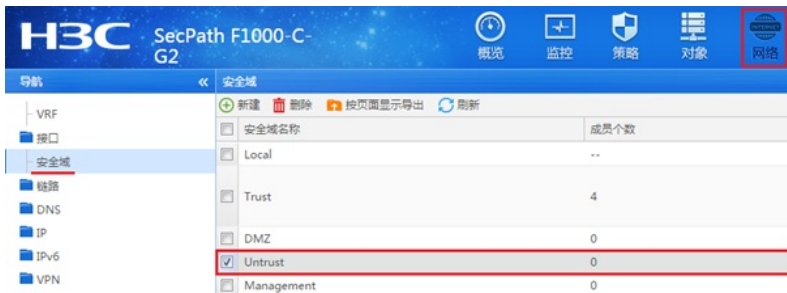 H3C SecPath F1000-C-G2
概览 监控 策略 对象 网络
导航 « 安全域
VRF
接口
安全域
链路
DNS
IP
IPv6
VPN
新建 删除 按页面显示导出 刷新
安全域名称 成员个数
Local --
Trust 4
DMZ 0
Untrust 0
Management 0